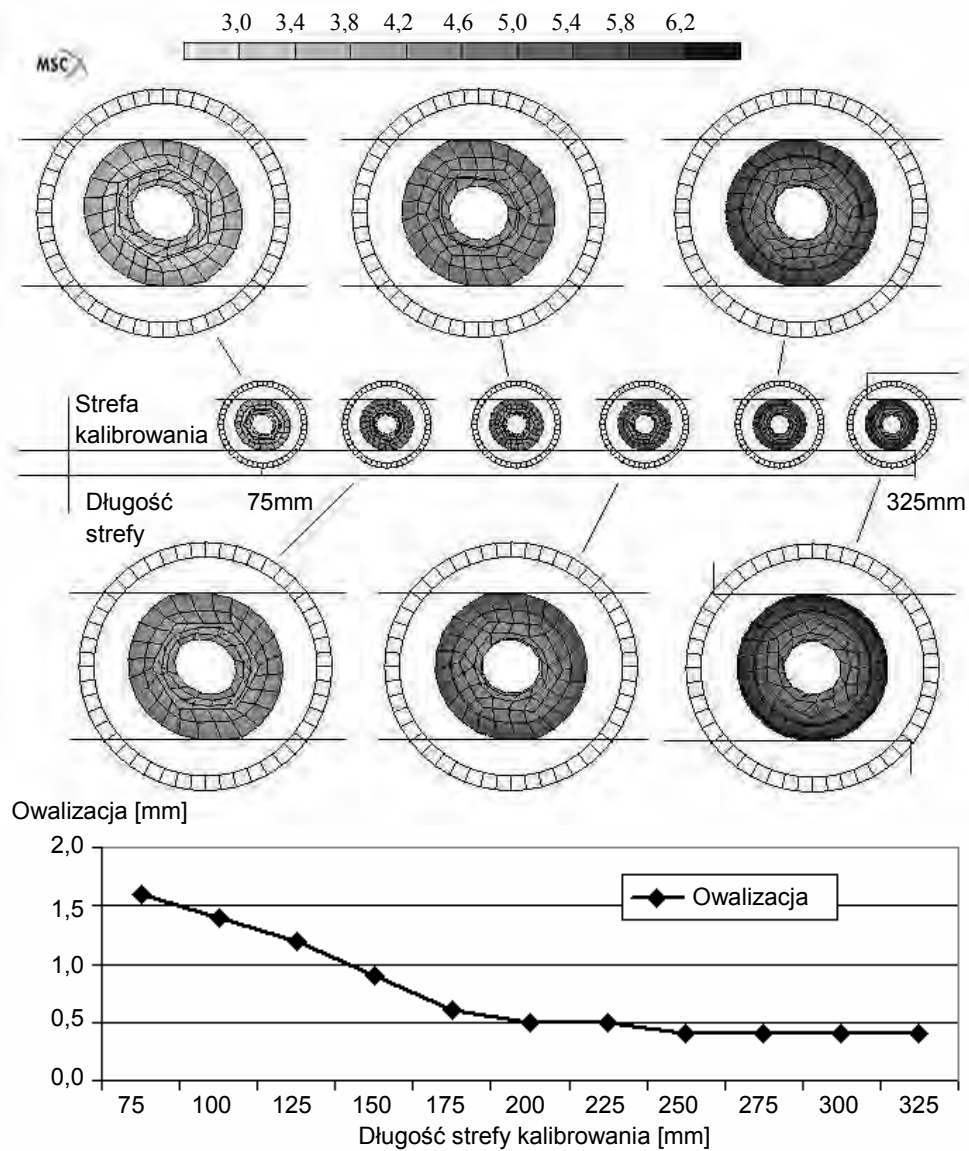 3,0 3,4 3,8 4,2 4,6 5,0 5,4 5,8 6,2
MSC
Strefa
kalibrowania
Długość
strefy
75mm
325mm
Owalizacja [mm]
2,0
1,5
1,0
0,5
0,0
Owalizacja
75 100 125 150 175 200 225 250 275 300 325
Długość strefy kalibrowania [mm]